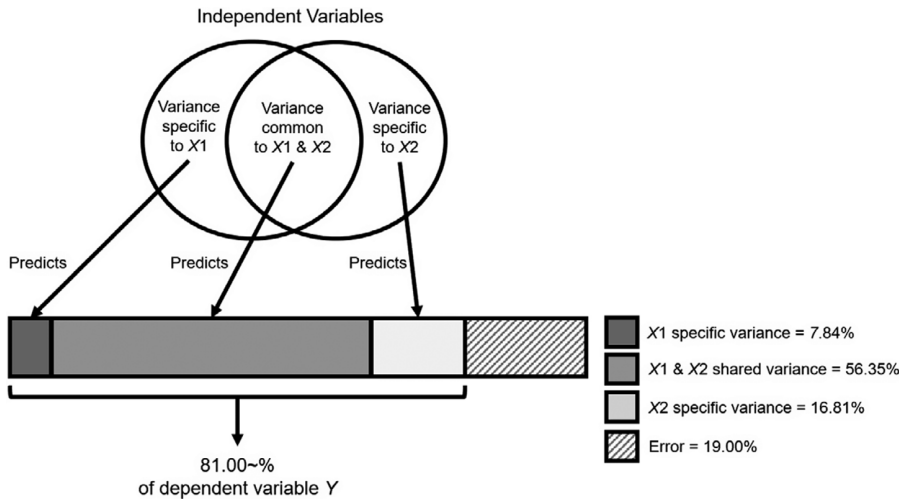 Independent Variables
Variance
specific
to X1
Variance
common
to X1 & X2
Variance
specific
to X2
Predicts
Predicts
Predicts
X1 specific variance = 7.84%
X1 & X2 shared variance = 56.35%
X2 specific variance = 16.81%
Error = 19.00%
81.00~%
of dependent variable Y